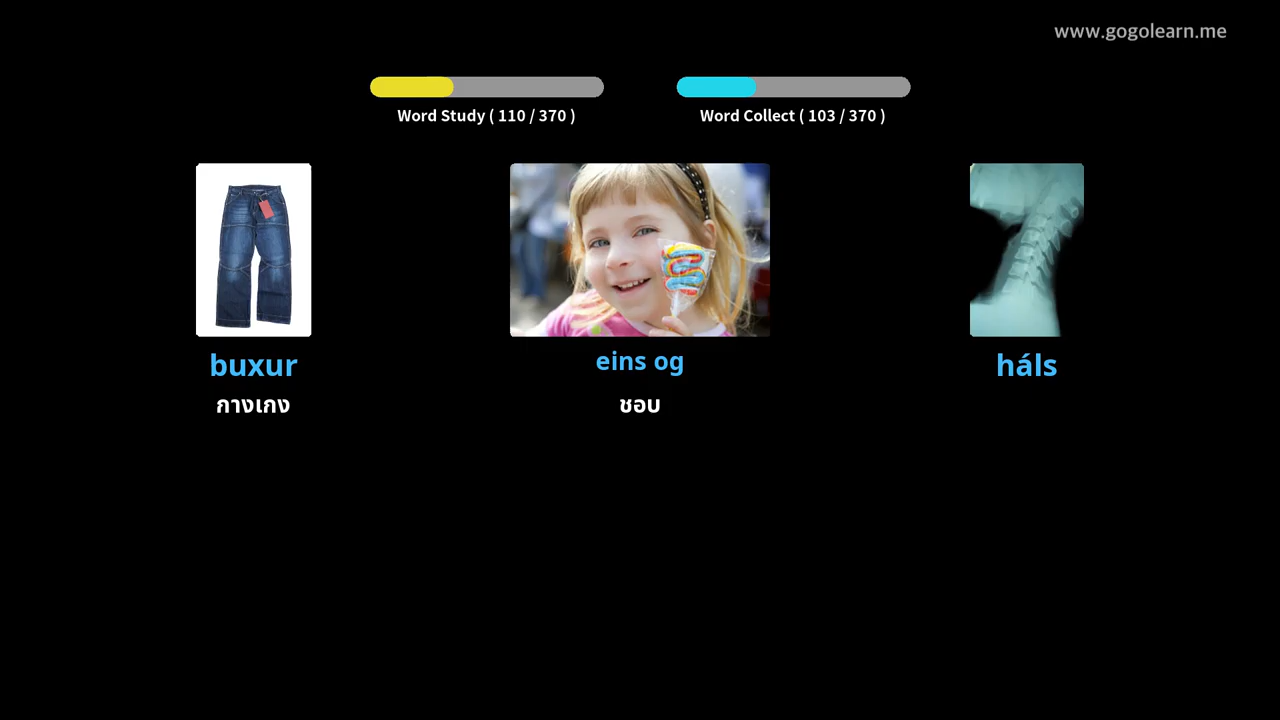 www.gogolearn.me
Word Study ( 110 / 370 )
Word Collect ( 103 / 370 )
buxur
กางเกง
eins og
ชอบ
háls